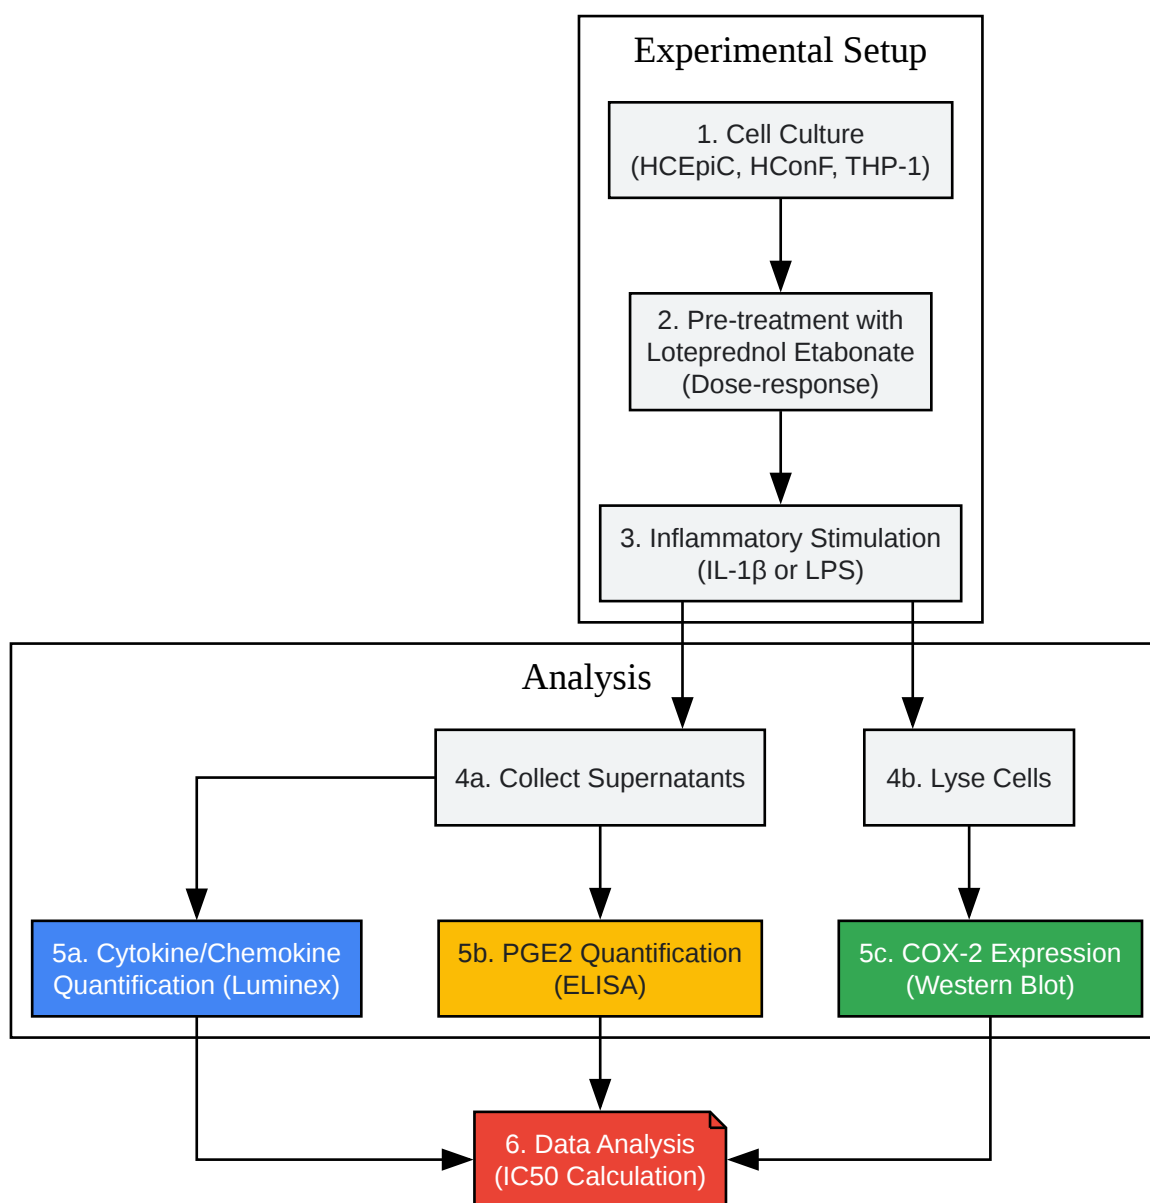 Experimental Setup
1. Cell Culture
(HCEpiC, HConF, THP-1)
2. Pre-treatment with
Loteprednol Etabonate
(Dose-response)
3. Inflammatory Stimulation
(IL-1β or LPS)
Analysis
4a. Collect Supernatants
4b. Lyse Cells
5a. Cytokine/Chemokine
Quantification (Luminex)
5b. PGE2 Quantification
(ELISA)
5c. COX-2 Expression
(Western Blot)
6. Data Analysis
(IC50 Calculation)